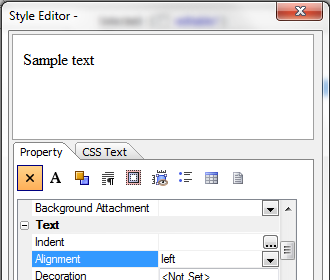 Style Editor -
Sample text
Property CSS Text
A
Background Attachment
Text
Indent ...
Alignment left
Decoration <Not Set>